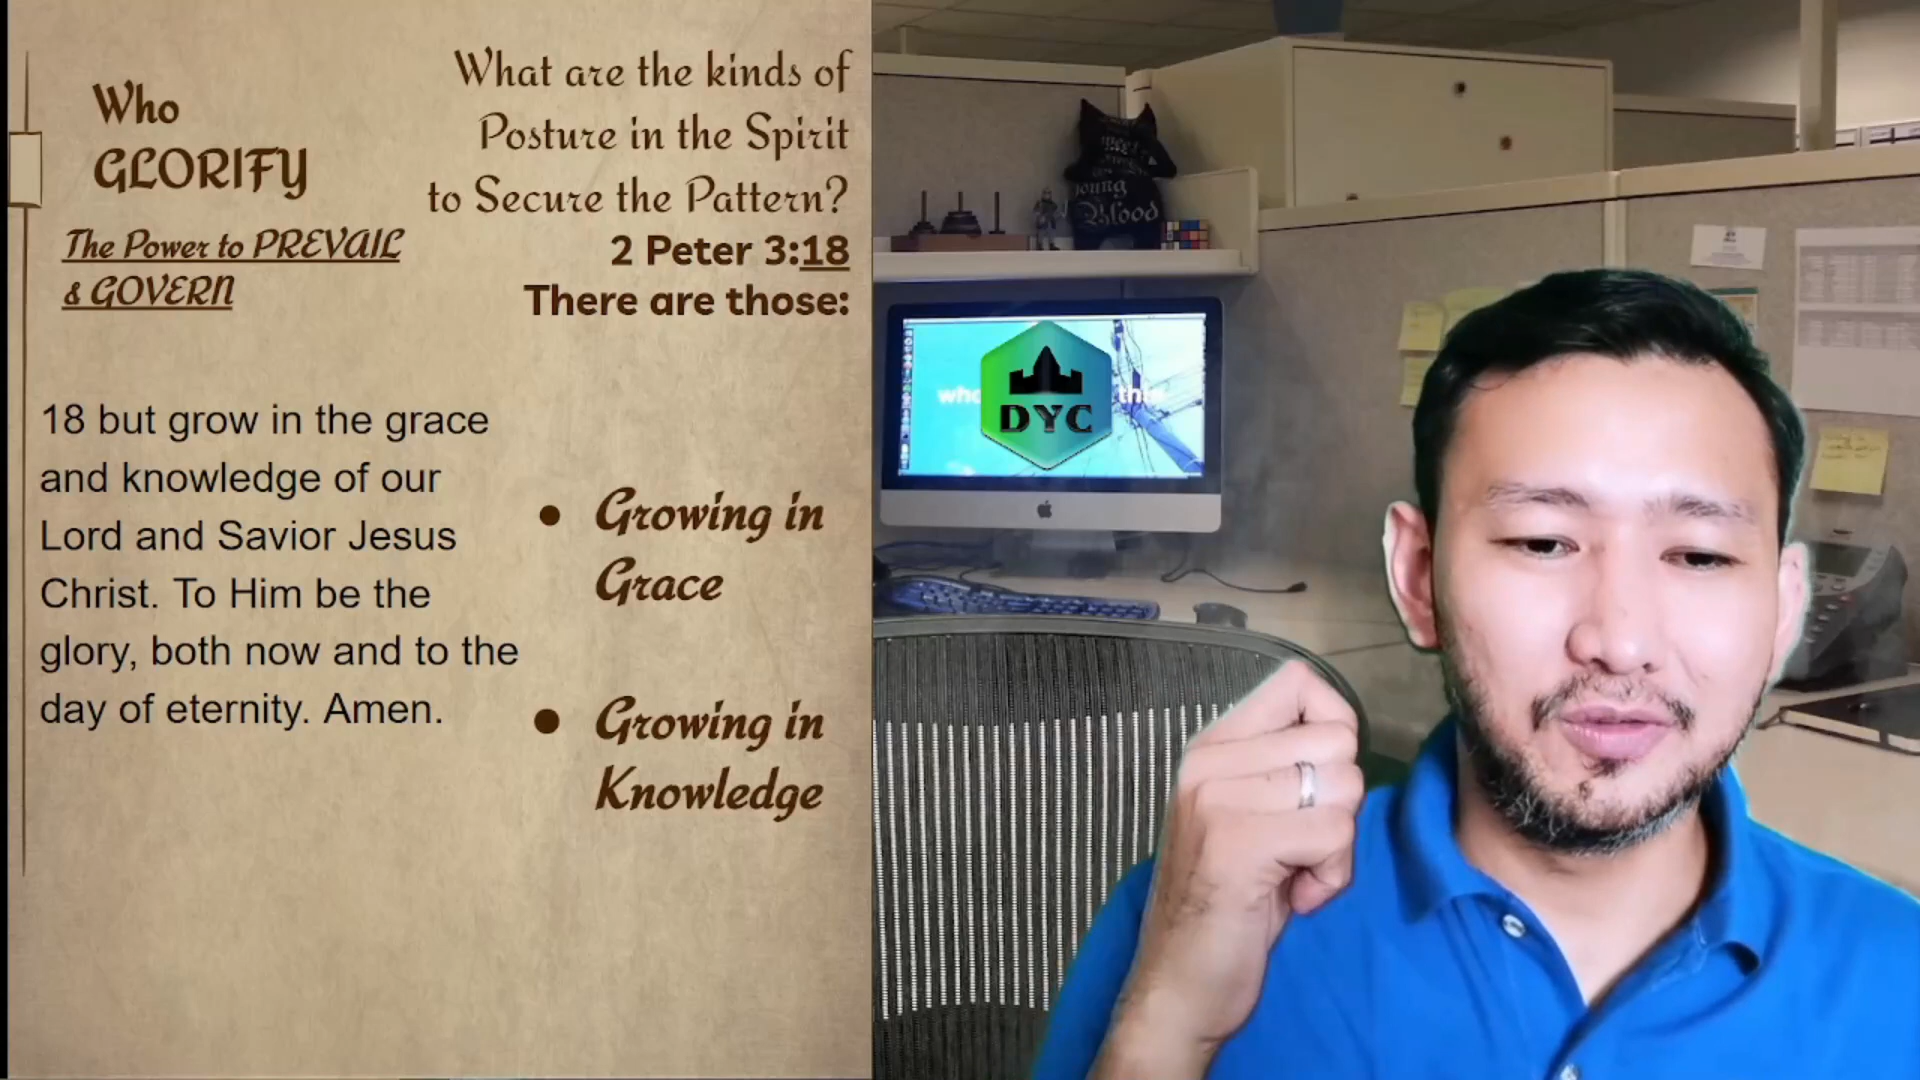 Who
GLORIFY
The Power to PREVAIL
& GOVERN
What are the kinds of
Posture in the Spirit
to Secure the Pattern?
2 Peter 3:18
There are those:
18 but grow in the grace
and knowledge of our
Lord and Savior Jesus
Christ. To Him be the
glory, both now and to the
day of eternity. Amen.
• Growing in
Grace
• Growing in
Knowledge
young
Blood
DYC